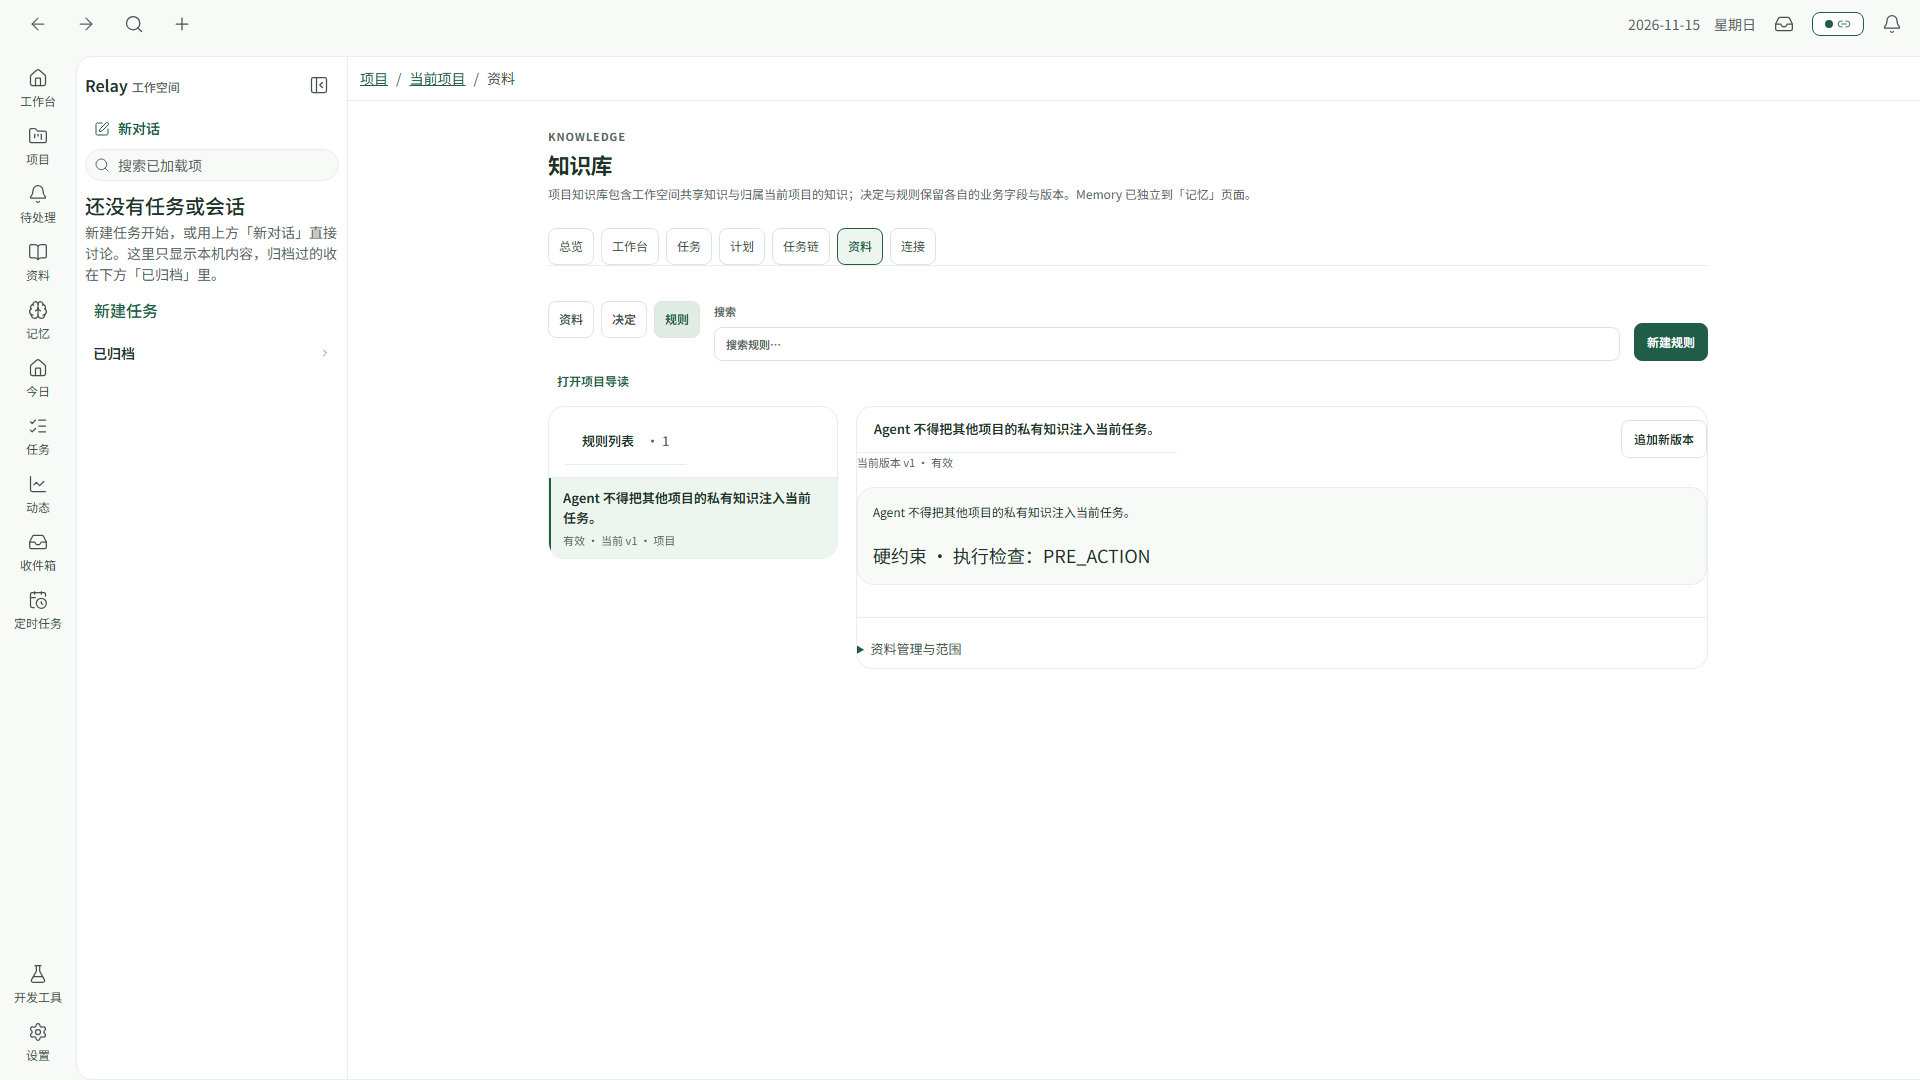 2026-11-15 星期日
工作台
项目
待处理
资料
记忆
今日
任务
动态
收件箱
定时任务
开发工具
设置
Relay 工作空间
新对话
搜索已加载项
还没有任务或会话
新建任务开始，或用上方「新对话」直接
讨论。这里只显示本机内容，归档过的收
在下方「已归档」里。
新建任务
已归档
项目 / 当前项目 / 资料
KNOWLEDGE
知识库
项目知识库包含工作空间共享知识与归属当前项目的知识；决定与规则保留各自的业务字段与版本。Memory 已独立到「记忆」页面。
总览 工作台 任务 计划 任务链 资料 连接
资料 决定 规则
搜索
搜索规则…
新建规则
打开项目导读
规则列表 • 1
Agent 不得把其他项目的私有知识注入当前
任务。
有效 • 当前 v1 • 项目
Agent 不得把其他项目的私有知识注入当前任务。
追加新版本
当前版本 v1 • 有效
Agent 不得把其他项目的私有知识注入当前任务。
硬约束 • 执行检查：PRE_ACTION
资料管理与范围